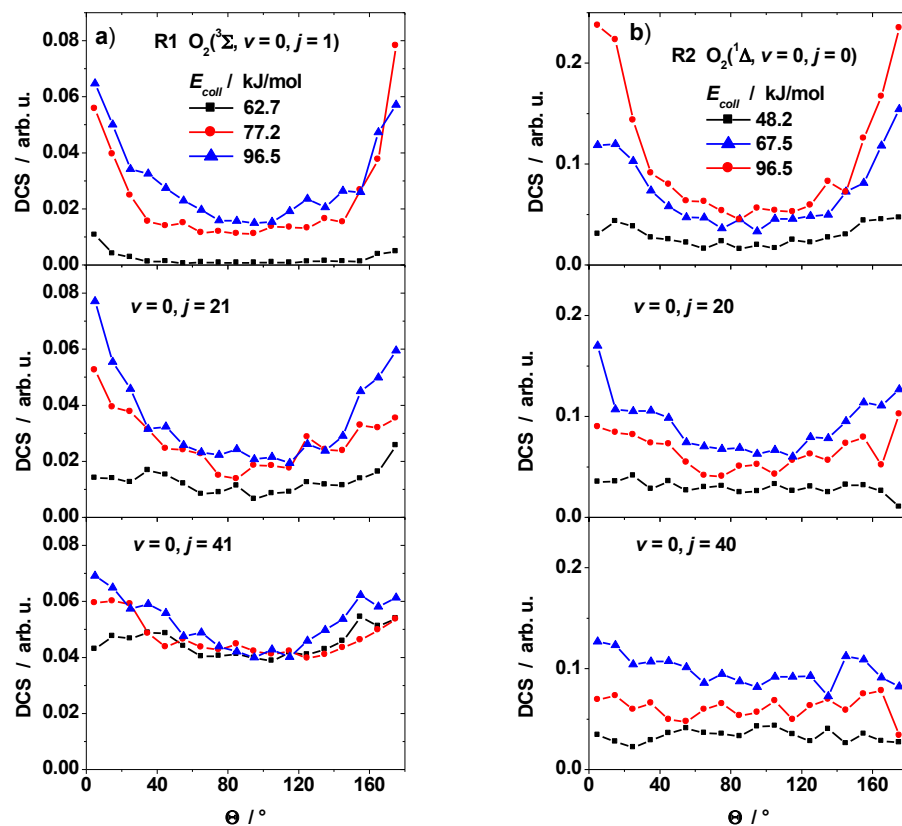 a)
R1 O₂(³Σ, v = 0, j = 1)
E_coll / kJ/mol
62.7
77.2
96.5
DCS / arb. u.
0.08
0.06
0.04
0.02
0.00
v = 0, j = 21
DCS / arb. u.
0.08
0.06
0.04
0.02
0.00
v = 0, j = 41
DCS / arb. u.
0.08
0.06
0.04
0.02
0.00
0 40 80 120 160
Θ / °
b)
R2 O₂(¹Δ, v = 0, j = 0)
E_coll / kJ/mol
48.2
67.5
96.5
DCS / arb. u.
0.2
0.1
0.0
v = 0, j = 20
DCS / arb. u.
0.2
0.1
0.0
v = 0, j = 40
DCS / arb. u.
0.2
0.1
0.0
0 40 80 120 160
Θ / °